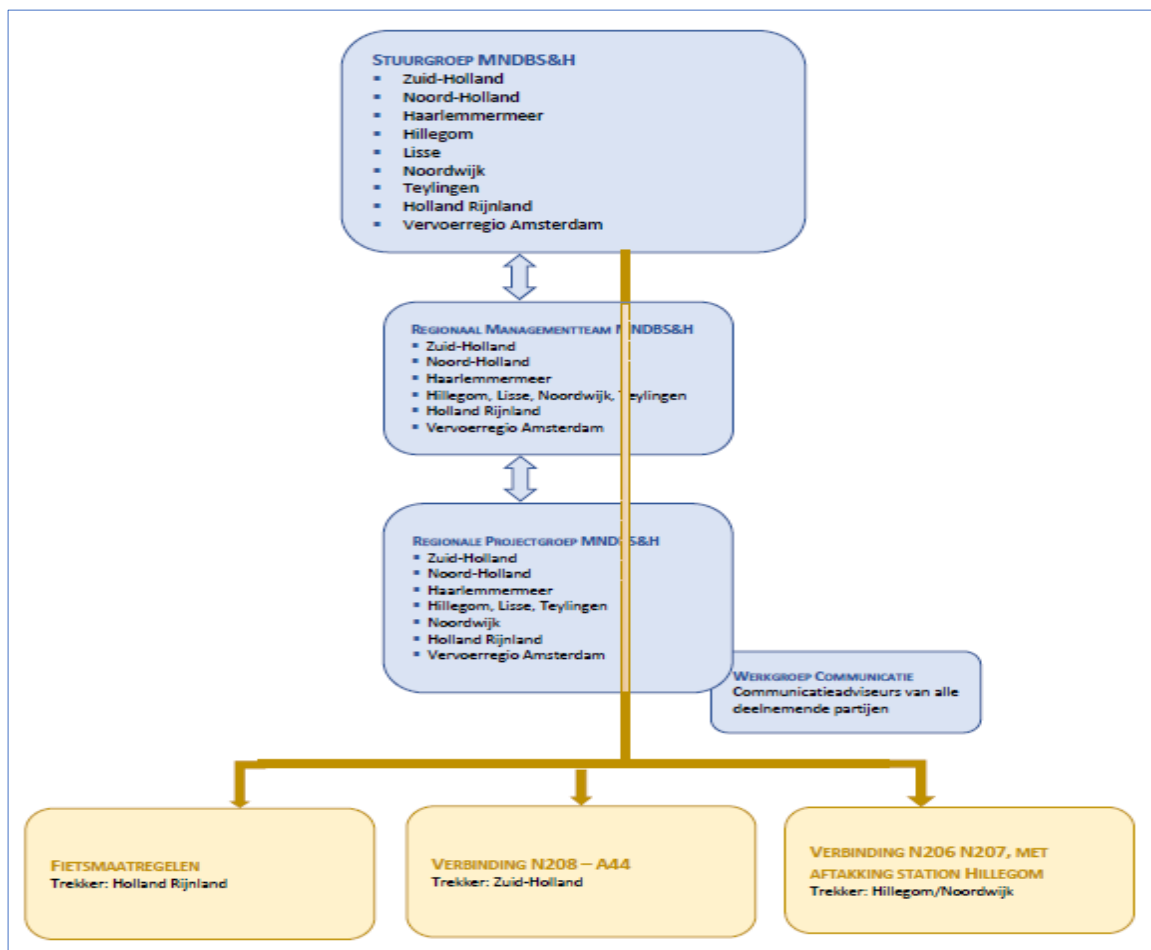 STUURGROEP MNDBS&H
▪ Zuid-Holland
▪ Noord-Holland
▪ Haarlemmermeer
▪ Hillegom
▪ Lisse
▪ Noordwijk
▪ Teylingen
▪ Holland Rijnland
▪ Vervoerregio Amsterdam
REGIONAAL MANAGEMENTTEAM MNDBS&H
▪ Zuid-Holland
▪ Noord-Holland
▪ Haarlemmermeer
▪ Hillegom, Lisse, Noordwijk, Teylingen
▪ Holland Rijnland
▪ Vervoerregio Amsterdam
REGIONALE PROJECTGROEP MNDBS&H
▪ Zuid-Holland
▪ Noord-Holland
▪ Haarlemmermeer
▪ Hillegom, Lisse, Teylingen
▪ Noordwijk
▪ Holland Rijnland
▪ Vervoerregio Amsterdam
WERKGROEP COMMUNICATIE
Communicatieadviseurs van alle
deelnemende partijen
FIETSMAATREGELEN
Trekker: Holland Rijnland
VERBINDING N208 – A44
Trekker: Zuid-Holland
VERBINDING N206 N207, MET
AFTAKKING STATION HILLEGOM
Trekker: Hillegom/Noordwijk